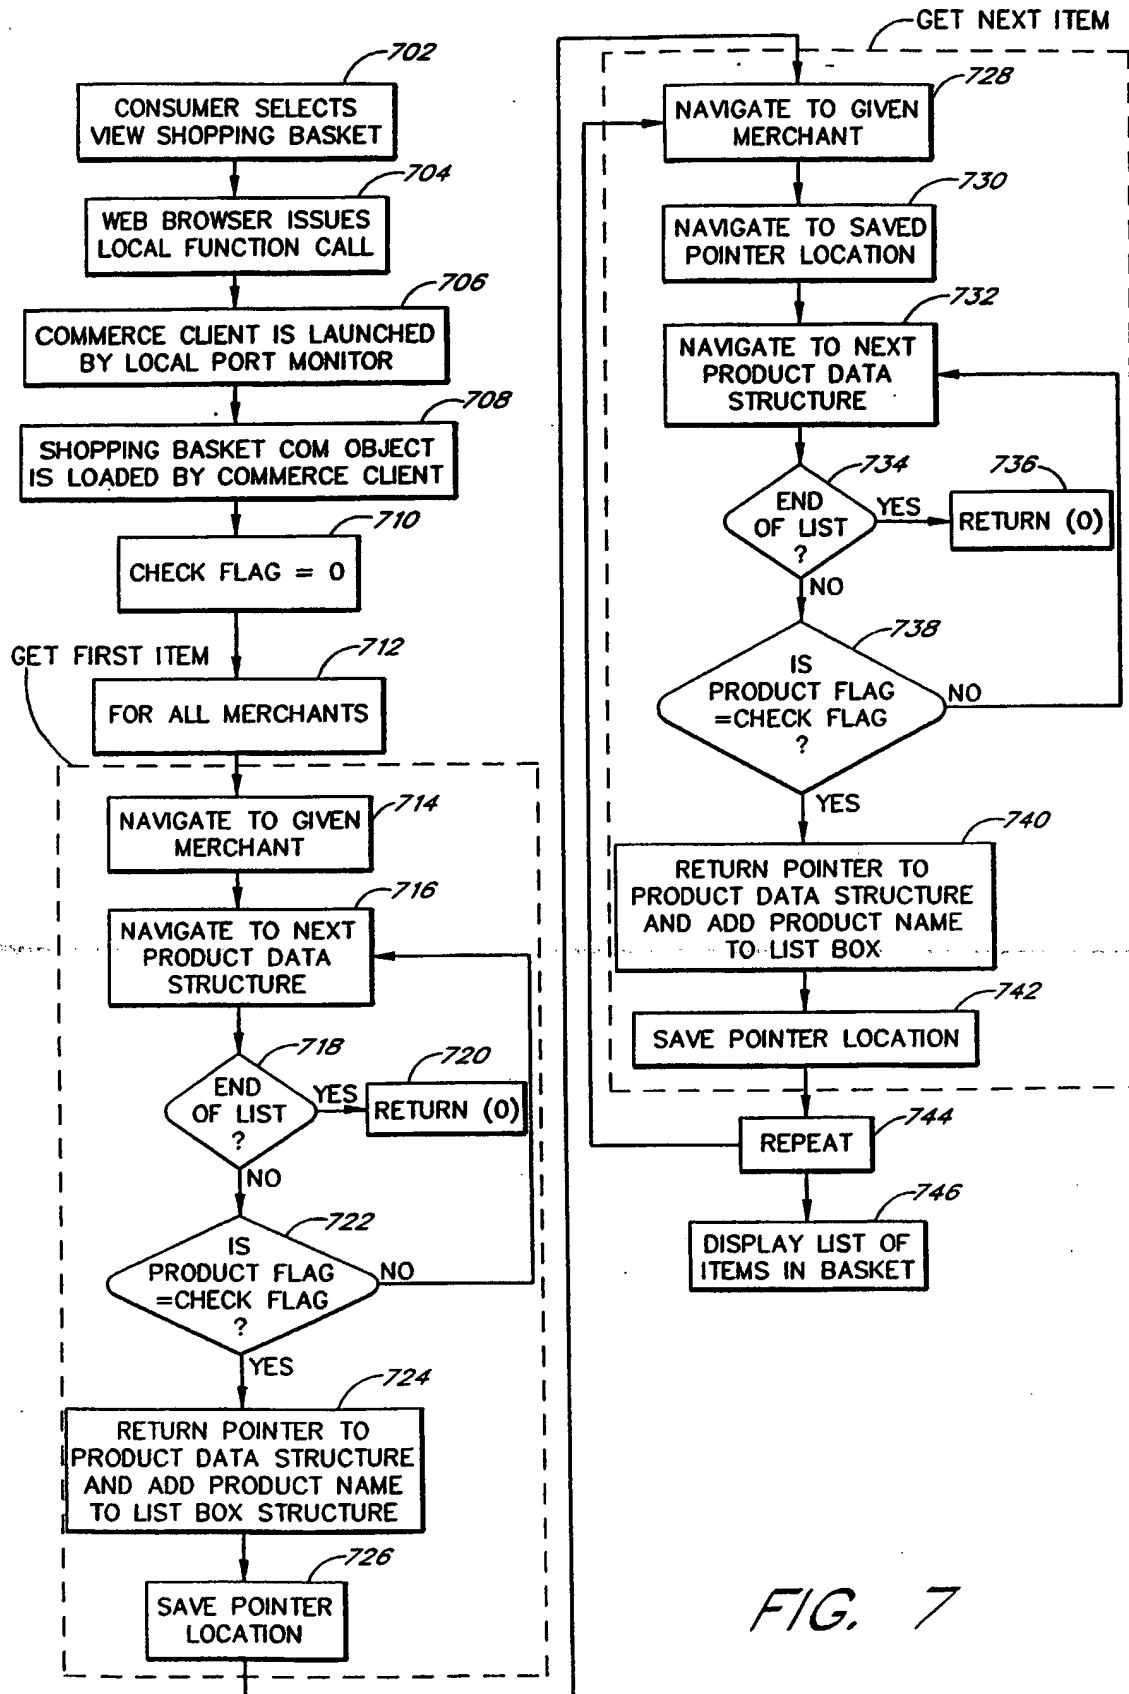 702
CONSUMER SELECTS
VIEW SHOPPING BASKET
704
WEB BROWSER ISSUES
LOCAL FUNCTION CALL
706
COMMERCE CLIENT IS LAUNCHED
BY LOCAL PORT MONITOR
708
SHOPPING BASKET COM OBJECT
IS LOADED BY COMMERCE CLIENT
710
CHECK FLAG = 0
GET FIRST ITEM
712
FOR ALL MERCHANTS
714
NAVIGATE TO GIVEN
MERCHANT
716
NAVIGATE TO NEXT
PRODUCT DATA
STRUCTURE
718
END
OF LIST
?
YES
720
RETURN (0)
NO
722
IS
PRODUCT FLAG
=CHECK FLAG
?
NO
YES
724
RETURN POINTER TO
PRODUCT DATA STRUCTURE
AND ADD PRODUCT NAME
TO LIST BOX STRUCTURE
726
SAVE POINTER
LOCATION
GET NEXT ITEM
728
NAVIGATE TO GIVEN
MERCHANT
730
NAVIGATE TO SAVED
POINTER LOCATION
732
NAVIGATE TO NEXT
PRODUCT DATA
STRUCTURE
734
END
OF LIST
?
YES
736
RETURN (0)
NO
738
IS
PRODUCT FLAG
=CHECK FLAG
?
NO
YES
740
RETURN POINTER TO
PRODUCT DATA STRUCTURE
AND ADD PRODUCT NAME
TO LIST BOX
742
SAVE POINTER LOCATION
744
REPEAT
746
DISPLAY LIST OF
ITEMS IN BASKET
FIG. 7